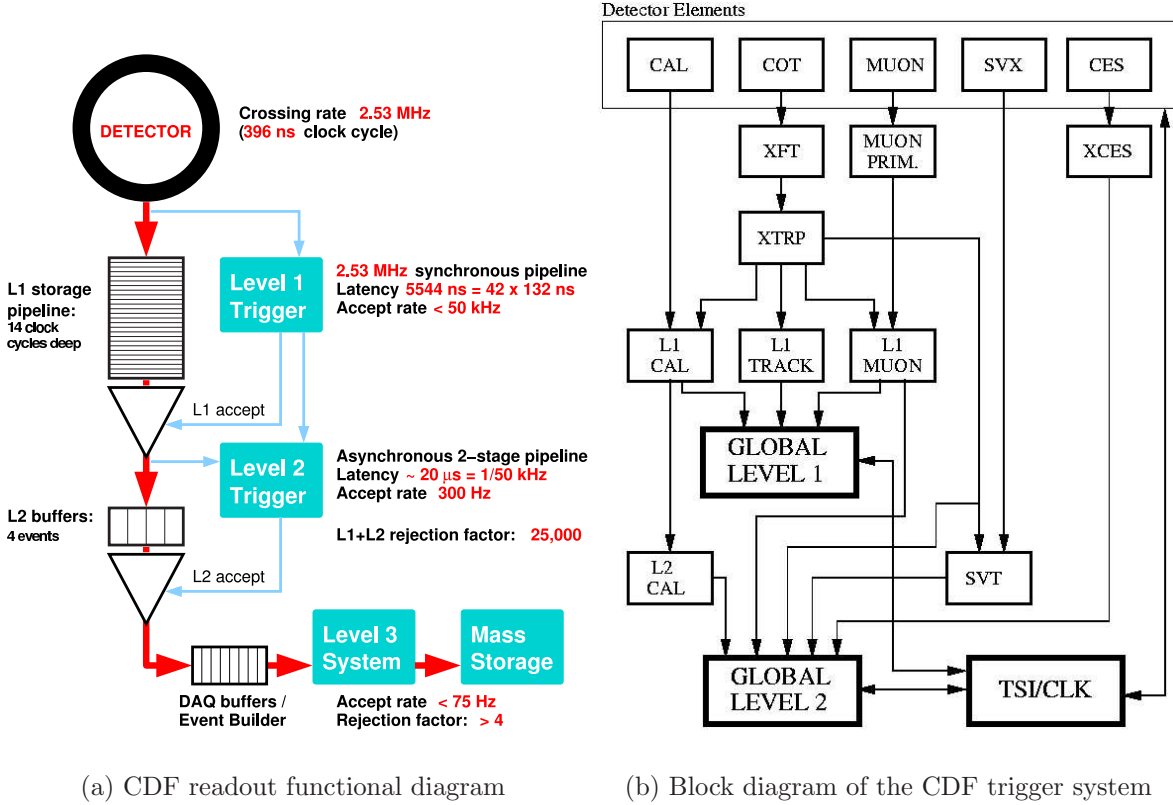 DETECTOR
Crossing rate 2.53 MHz
(396 ns clock cycle)
L1 storage
pipeline:
14 clock
cycles deep
Level 1
Trigger
2.53 MHz synchronous pipeline
Latency 5544 ns = 42 x 132 ns
Accept rate < 50 kHz
L1 accept
Level 2
Trigger
Asynchronous 2−stage pipeline
Latency ~ 20 µs = 1/50 kHz
Accept rate 300 Hz
L1+L2 rejection factor: 25,000
L2 buffers:
4 events
L2 accept
DAQ buffers /
Event Builder
Level 3
System
Mass
Storage
Accept rate < 75 Hz
Rejection factor: > 4
(a) CDF readout functional diagram
Detector Elements
CAL
COT
MUON
SVX
CES
XFT
MUON
PRIM.
XCES
XTRP
L1
CAL
L1
TRACK
L1
MUON
GLOBAL
LEVEL 1
L2
CAL
SVT
GLOBAL
LEVEL 2
TSI/CLK
(b) Block diagram of the CDF trigger system